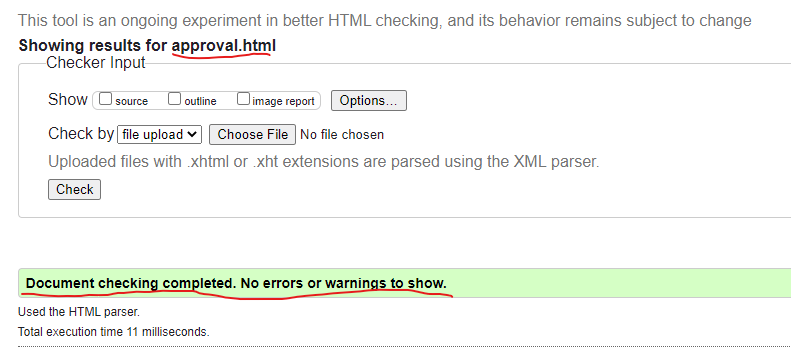 This tool is an ongoing experiment in better HTML checking, and its behavior remains subject to change
Showing results for approval.html
Checker Input
Show source outline image report Options...
Check by file upload Choose File No file chosen
Uploaded files with .xhtml or .xht extensions are parsed using the XML parser.
Check
Document checking completed. No errors or warnings to show.
Used the HTML parser.
Total execution time 11 milliseconds.